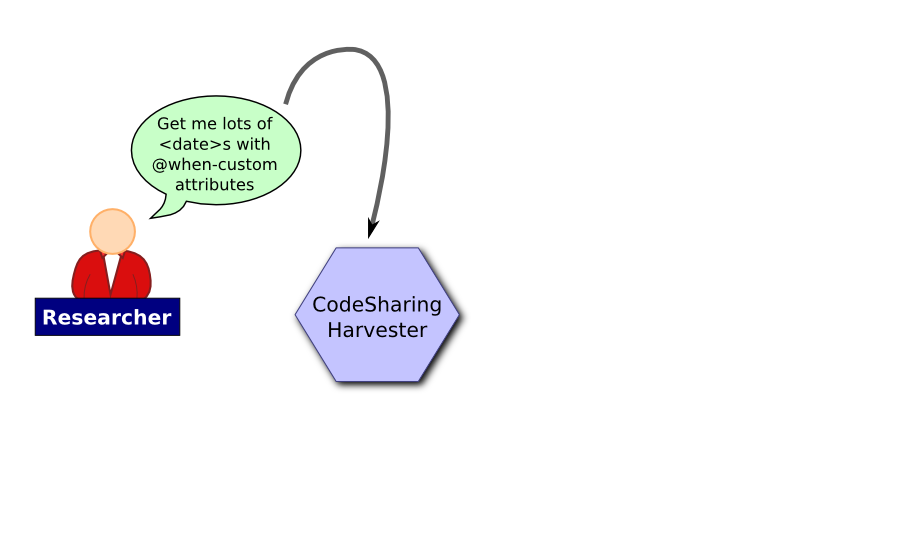 Get me lots of
<date>s with
@when-custom
attributes
Researcher
CodeSharing
Harvester